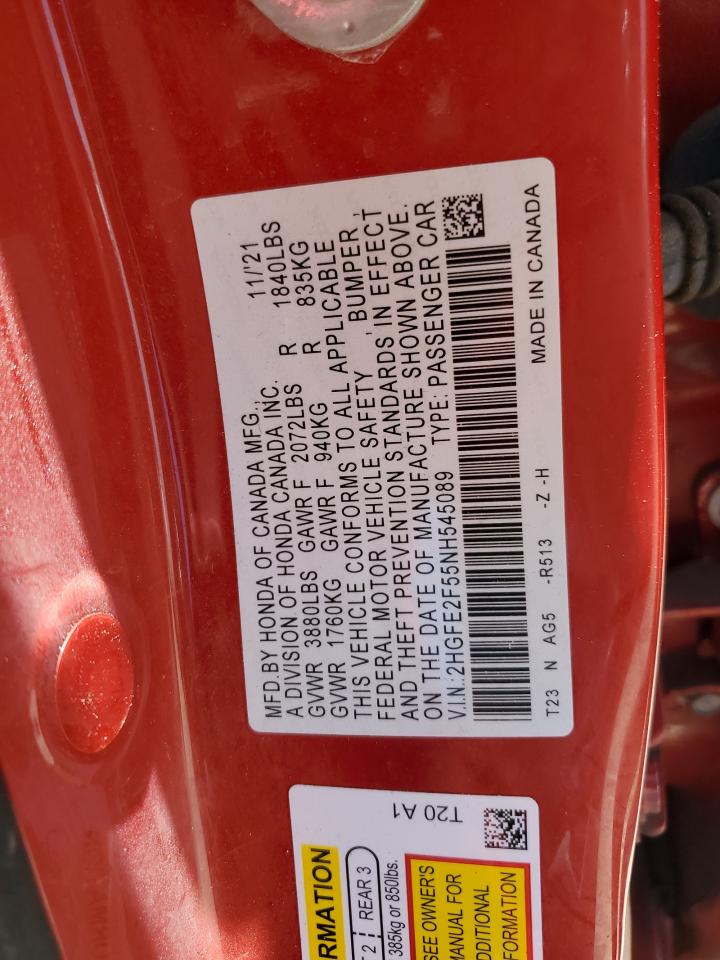 MFD.BY HONDA OF CANADA MFG., 11/'21
A DIVISION OF HONDA CANADA INC.
GVWR 3880LBS GAWR F 2072LBS R 1840LBS
GVWR 1760KG GAWR F 940KG R 835KG
THIS VEHICLE CONFORMS TO ALL APPLICABLE
FEDERAL MOTOR VEHICLE SAFETY , BUMPER ,
AND THEFT PREVENTION STANDARDS IN EFFECT
ON THE DATE OF MANUFACTURE SHOWN ABOVE.
V.I.N.:2HGFE2F55NH545089 TYPE: PASSENGER CAR
MADE IN CANADA
T23 N AG5 -R513 -Z -H
T20 A1
RMATION
2 REAR 3
385kg or 850lbs.
SEE OWNER'S
MANUAL FOR
ADDITIONAL
FORMATION